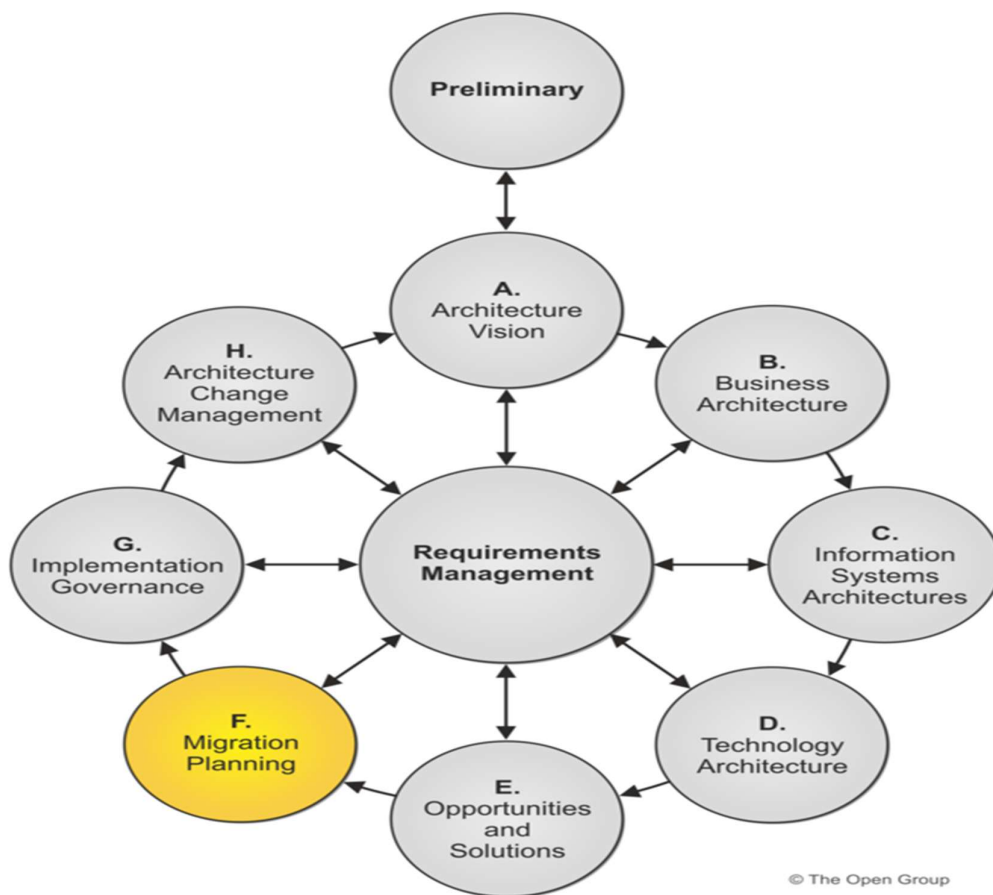 Preliminary
A.
Architecture
Vision
B.
Business
Architecture
C.
Information
Systems
Architectures
D.
Technology
Architecture
E.
Opportunities
and
Solutions
F.
Migration
Planning
G.
Implementation
Governance
H.
Architecture
Change
Management
Requirements
Management
© The Open Group